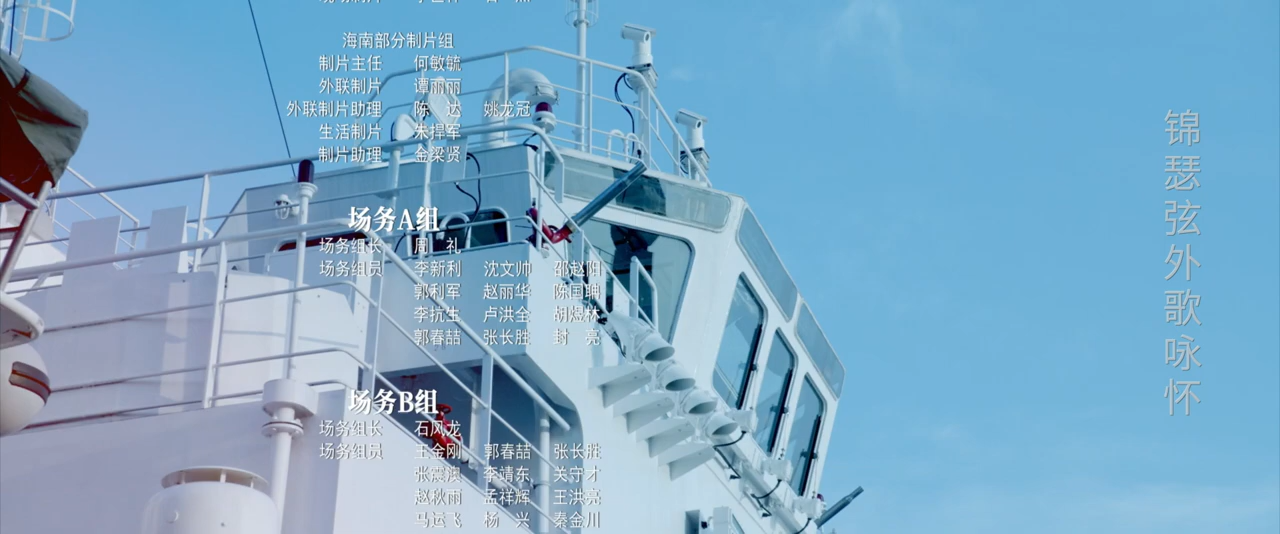 海南部分制片组
制片主任 何敏毓
外联制片 谭丽丽
外联制片助理 陈 达 姚龙冠
生活制片 朱捍军
制片助理 金梁贤
场务A组
场务组长 周 礼
场务组员 李新利 沈文帅 邵赵阳
郭利军 赵丽华 陈国聃
李抗生 卢洪全 胡煜林
郭春喆 张长胜 封 亮
场务B组
场务组长 石风龙
场务组员 王金刚 郭春喆 张长胜
张震澳 李靖东 关守才
赵秋雨 孟祥辉 王洪亮
马运飞 杨 兴 秦金川
锦瑟弦外歌咏怀